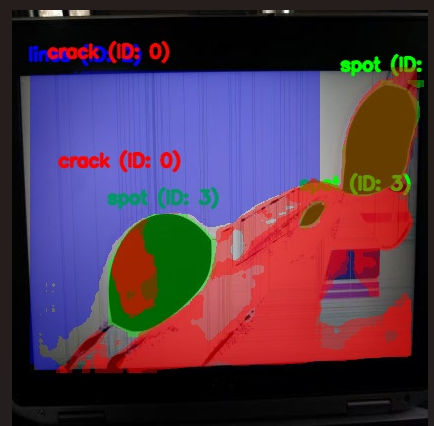 crack (ID: 0)
spot (ID:
crack (ID: 0)
spot (ID: 3)
(ID: 3)